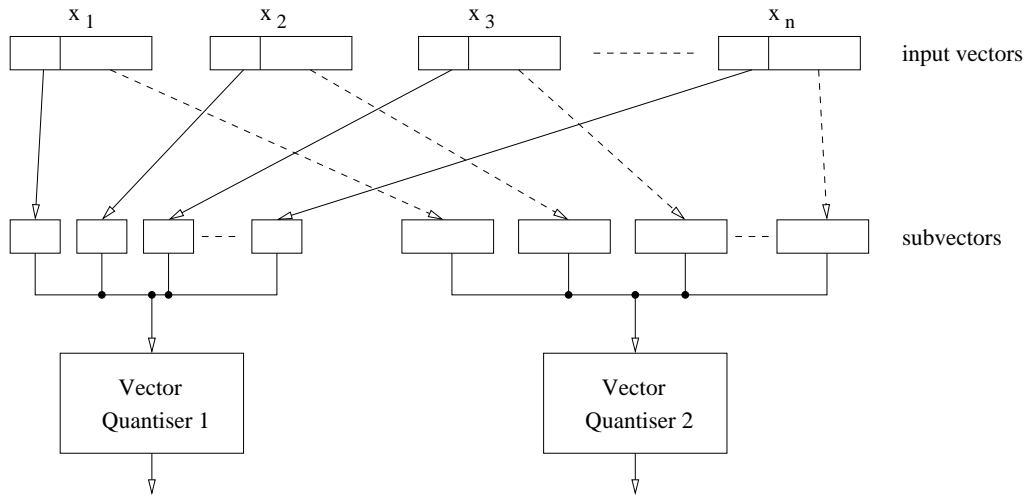 x 1 x 2 x 3 x n
input vectors
subvectors
Vector Vector
Quantiser 1 Quantiser 2